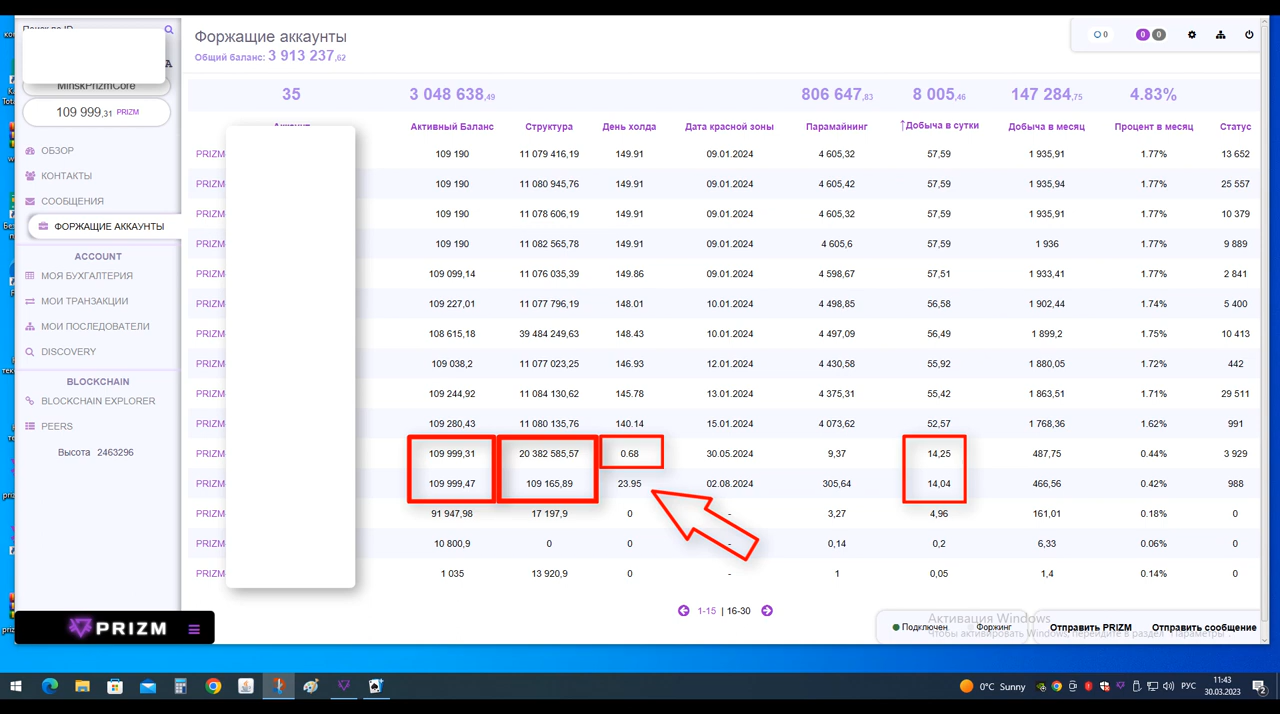 Поиск по ID
A
MinskPrizmCore
109 999,31 PRIZM
ОБЗОР
КОНТАКТЫ
СООБЩЕНИЯ
ФОРЖАЩИЕ АККАУНТЫ
ACCOUNT
МОЯ БУХГАЛТЕРИЯ
МОИ ТРАНЗАКЦИИ
МОИ ПОСЛЕДОВАТЕЛИ
DISCOVERY
BLOCKCHAIN
BLOCKCHAIN EXPLORER
PEERS
Высота 2463296
PRIZM
Форжащие аккаунты
Общий баланс: 3 913 237,62
0 0 0
35 3 048 638,49 806 647,83 8 005,46 147 284,75 4.83%
Аккаунт Активный Баланс Структура День холда Дата красной зоны Парамайнинг ↑Добыча в сутки Добыча в месяц Процент в месяц Статус
PRIZM- 109 190 11 079 416,19 149.91 09.01.2024 4 605,32 57,59 1 935,91 1.77% 13 652
PRIZM- 109 190 11 080 945,76 149.91 09.01.2024 4 605,42 57,59 1 935,94 1.77% 25 557
PRIZM- 109 190 11 078 606,19 149.91 09.01.2024 4 605,32 57,59 1 935,91 1.77% 10 379
PRIZM- 109 190 11 082 565,78 149.91 09.01.2024 4 605,6 57,59 1 936 1.77% 9 889
PRIZM- 109 099,14 11 076 035,39 149.86 09.01.2024 4 598,67 57,51 1 933,41 1.77% 2 841
PRIZM- 109 227,01 11 077 796,19 148.01 10.01.2024 4 498,85 56,58 1 902,44 1.74% 5 400
PRIZM- 108 615,18 39 484 249,63 148.43 10.01.2024 4 497,09 56,49 1 899,2 1.75% 10 413
PRIZM- 109 038,2 11 077 023,25 146.93 12.01.2024 4 430,58 55,92 1 880,05 1.72% 442
PRIZM- 109 244,92 11 084 130,62 145.78 13.01.2024 4 375,31 55,42 1 863,51 1.71% 29 511
PRIZM- 109 280,43 11 080 135,76 140.14 15.01.2024 4 073,62 52,57 1 768,36 1.62% 991
PRIZM- 109 999,31 20 382 585,57 0.68 30.05.2024 9,37 14,25 487,75 0.44% 3 929
PRIZM- 109 999,47 109 165,89 23.95 02.08.2024 305,64 14,04 466,56 0.42% 988
PRIZM- 91 947,98 17 197,9 0 - 3,27 4,96 161,01 0.18% 0
PRIZM- 10 800,9 0 0 - 0,14 0,2 6,33 0.06% 0
PRIZM- 1 035 13 920,9 0 - 1 0,05 1,4 0.14% 0
1-15 | 16-30
Подключен Форжинг Отправить PRIZM Отправить сообщение
Активация Windows
Чтобы активировать Windows, перейдите в раздел "Параметры".
0°C Sunny РУС 11:43
30.03.2023
2